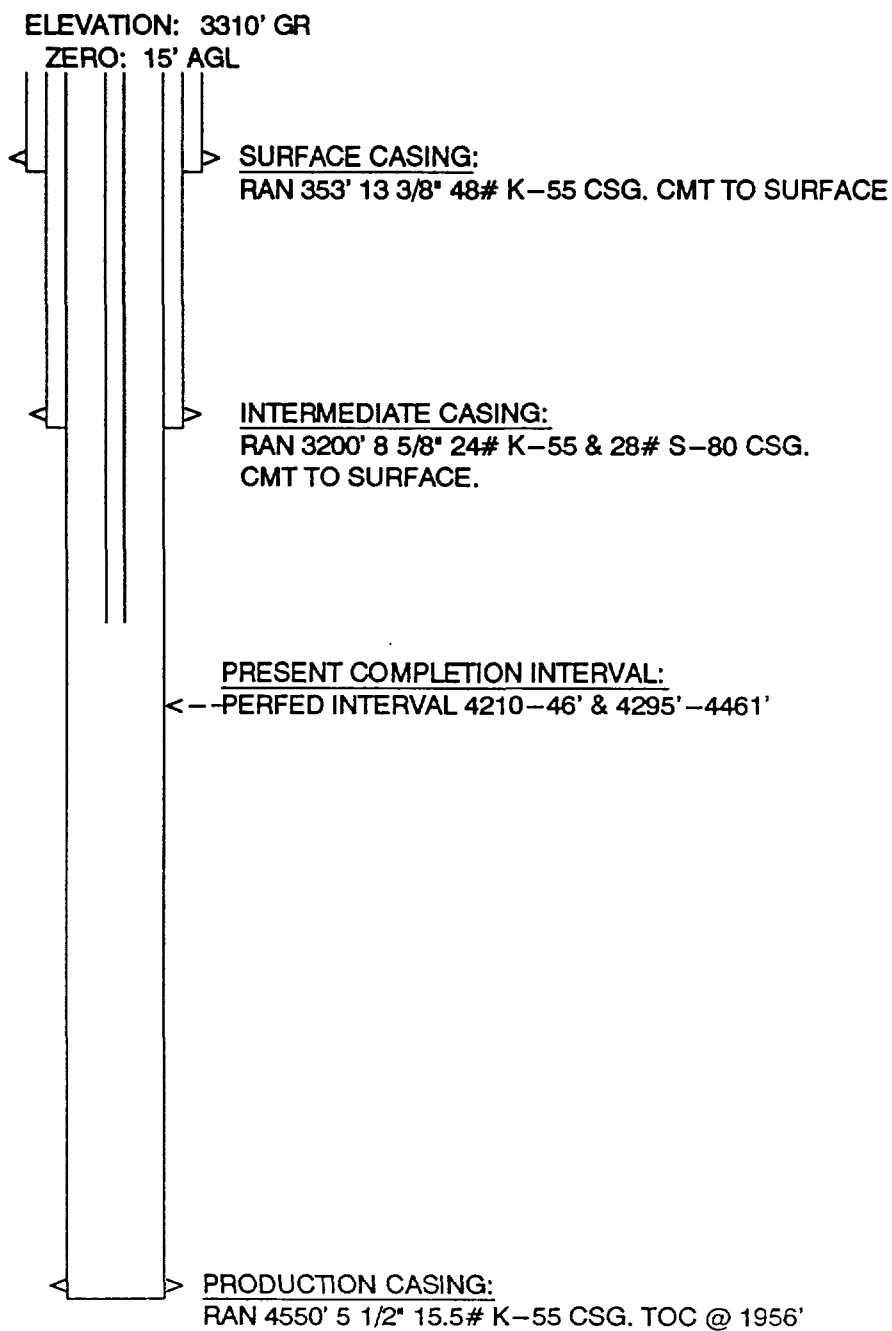 ELEVATION: 3310' GR
ZERO: 15' AGL
SURFACE CASING:
RAN 353' 13 3/8" 48# K-55 CSG. CMT TO SURFACE
INTERMEDIATE CASING:
RAN 3200' 8 5/8" 24# K-55 & 28# S-80 CSG.
CMT TO SURFACE.
PRESENT COMPLETION INTERVAL:
PERFED INTERVAL 4210-46' & 4295'-4461'
PRODUCTION CASING:
RAN 4550' 5 1/2" 15.5# K-55 CSG. TOC @ 1956'